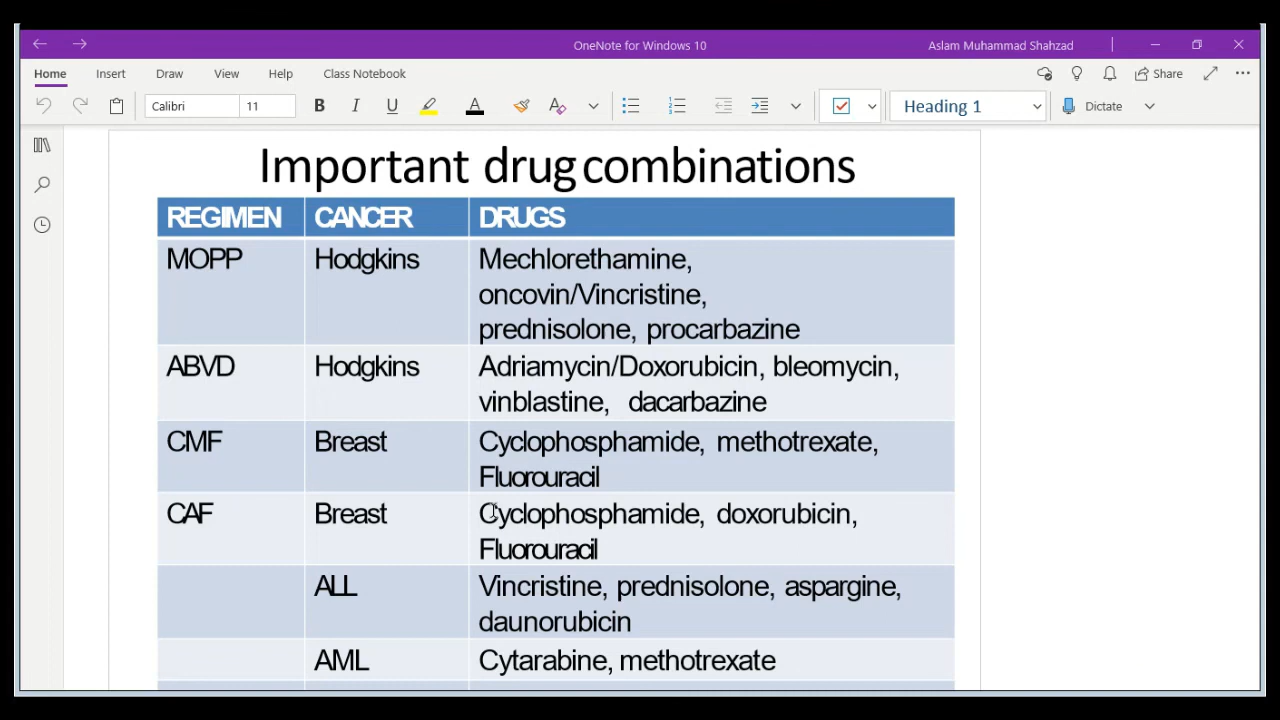 OneNote for Windows 10
Aslam Muhammad Shahzad
Home Insert Draw View Help Class Notebook Share
Calibri 11 B I U A Heading 1 Dictate
Important drug combinations
REGIMEN CANCER DRUGS
MOPP Hodgkins Mechlorethamine,
oncovin/Vincristine,
prednisolone, procarbazine
ABVD Hodgkins Adriamycin/Doxorubicin, bleomycin,
vinblastine, dacarbazine
CMF Breast Cyclophosphamide, methotrexate,
Fluorouracil
CAF Breast Cyclophosphamide, doxorubicin,
Fluorouracil
ALL Vincristine, prednisolone, aspargine,
daunorubicin
AML Cytarabine, methotrexate